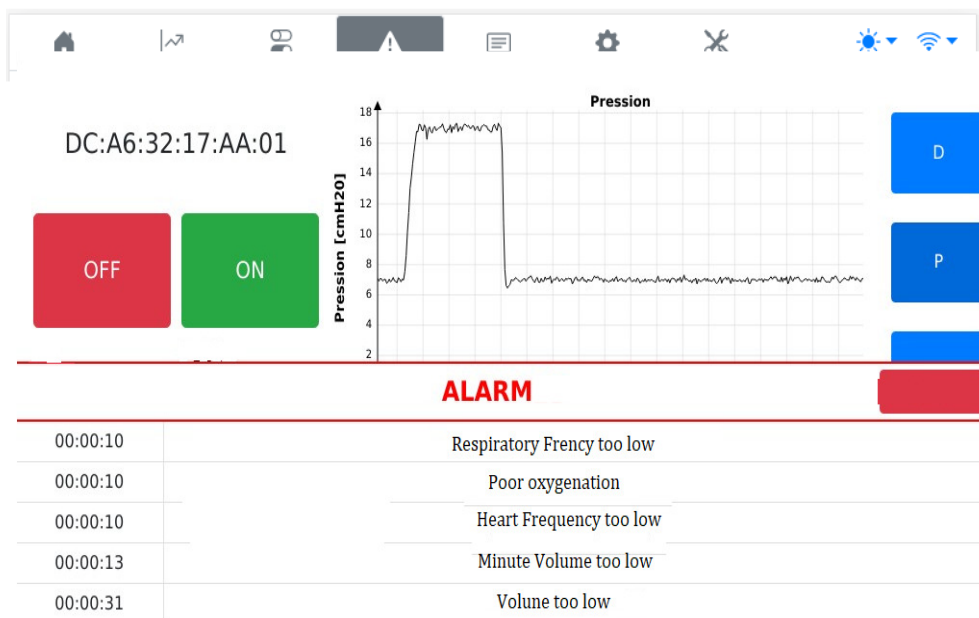 Pression
DC:A6:32:17:AA:01
OFF
ON
Pression [cmH20]
18
16
14
12
10
8
6
4
2
D
P
ALARM
00:00:10 Respiratory Frency too low
00:00:10 Poor oxygenation
00:00:10 Heart Frequency too low
00:00:13 Minute Volume too low
00:00:31 Volune too low